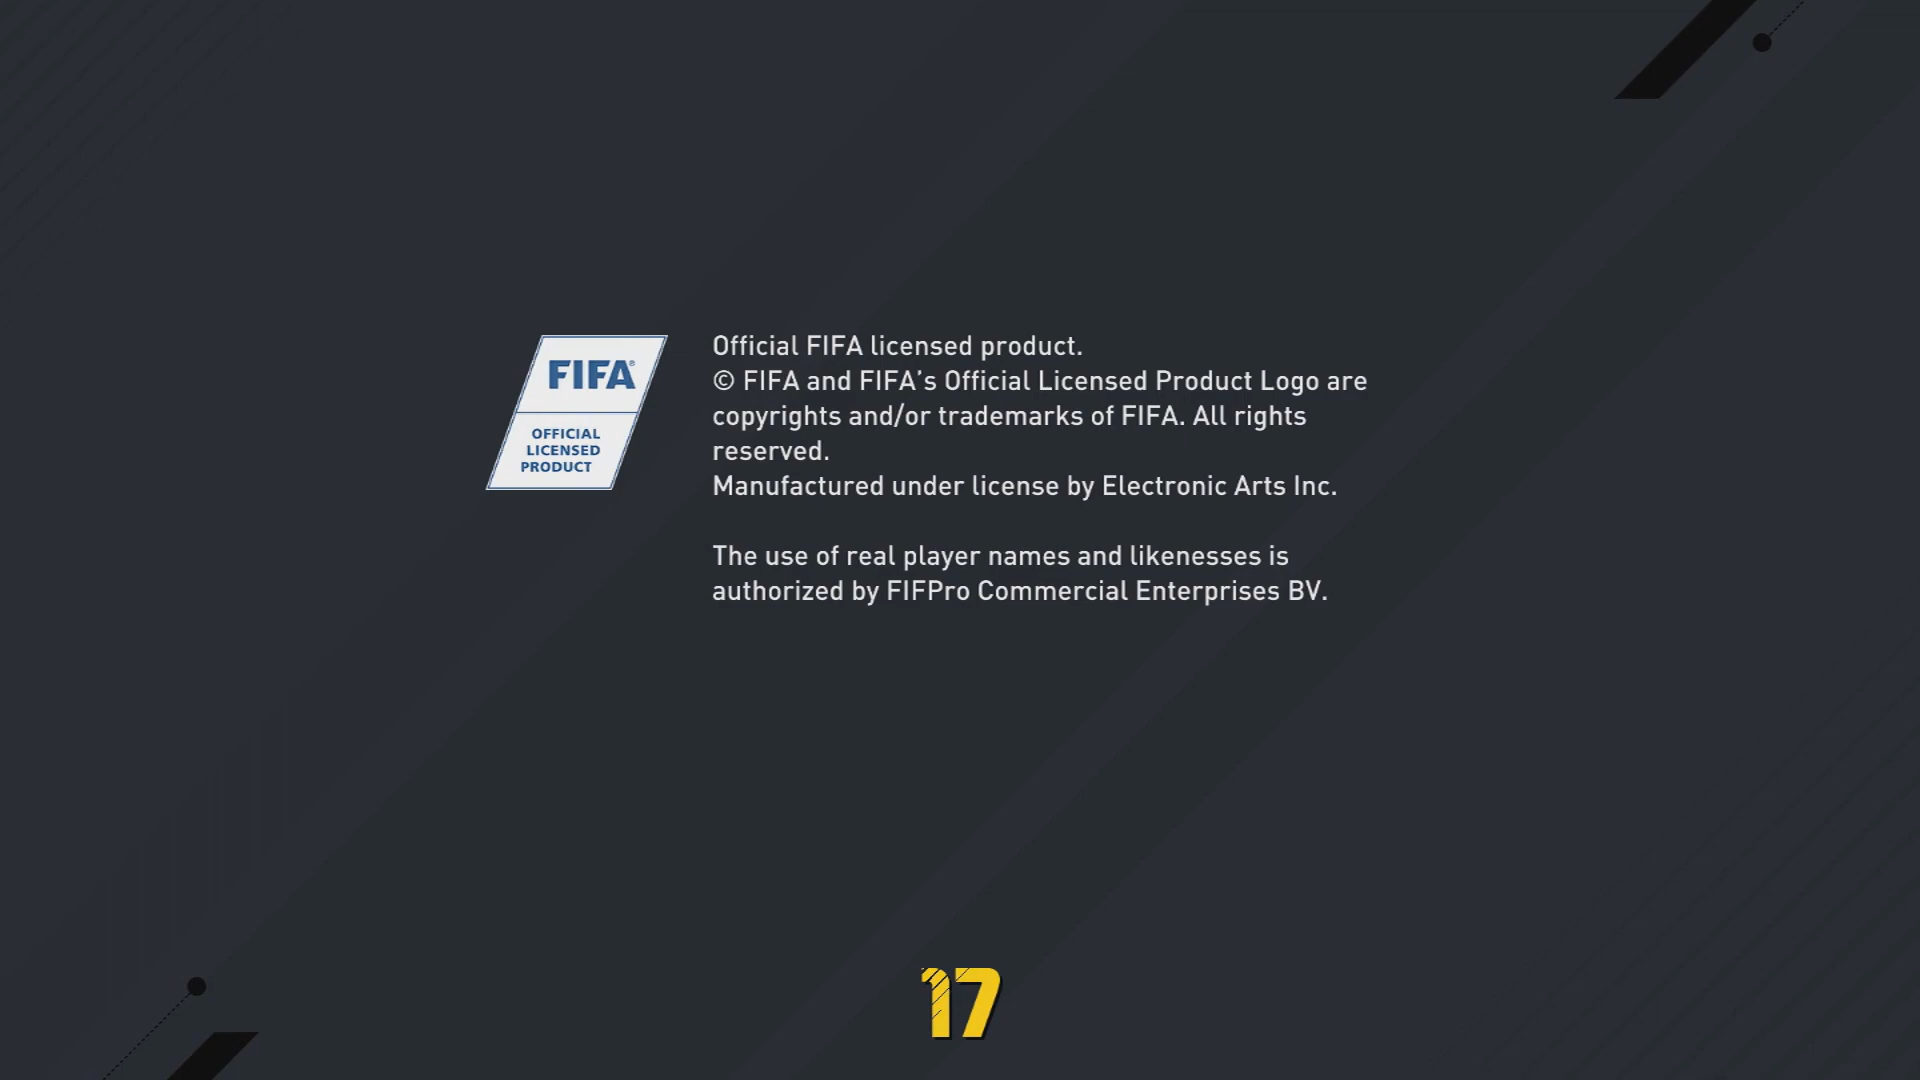 FIFA®
OFFICIAL
LICENSED
PRODUCT
Official FIFA licensed product.
© FIFA and FIFA’s Official Licensed Product Logo are
copyrights and/or trademarks of FIFA. All rights
reserved.
Manufactured under license by Electronic Arts Inc.
The use of real player names and likenesses is
authorized by FIFPro Commercial Enterprises BV.
17